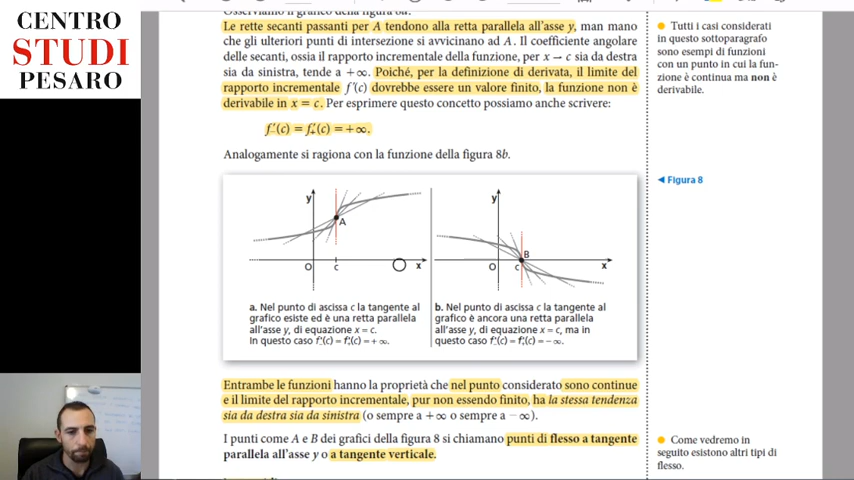 CENTRO
STUDI
PESARO
Osserviamo il grafico della figura 8a.
Le rette secanti passanti per A tendono alla retta parallela all'asse y, man mano
che gli ulteriori punti di intersezione si avvicinano ad A. Il coefficiente angolare
delle secanti, ossia il rapporto incrementale della funzione, per x → c sia da destra
sia da sinistra, tende a +∞. Poiché, per la definizione di derivata, il limite del
rapporto incrementale f'(c) dovrebbe essere un valore finito, la funzione non è
derivabile in x = c. Per esprimere questo concetto possiamo anche scrivere:
f'₋(c) = f'₊(c) = +∞.
Analogamente si ragiona con la funzione della figura 8b.
y
A
O
c
x
y
B
O
c
x
a. Nel punto di ascissa c la tangente al
grafico esiste ed è una retta parallela
all'asse y, di equazione x = c.
In questo caso f'₋(c) = f'₊(c) = + ∞.
b. Nel punto di ascissa c la tangente al
grafico è ancora una retta parallela
all'asse y, di equazione x = c, ma in
questo caso f'₋(c) = f'₊(c) = − ∞.
Entrambe le funzioni hanno la proprietà che nel punto considerato sono continue
e il limite del rapporto incrementale, pur non essendo finito, ha la stessa tendenza
sia da destra sia da sinistra (o sempre a +∞ o sempre a −∞).
I punti come A e B dei grafici della figura 8 si chiamano punti di flesso a tangente
parallela all'asse y o a tangente verticale.
Tutti i casi considerati
in questo sottoparagrafo
sono esempi di funzioni
con un punto in cui la fun-
zione è continua ma non è
derivabile.
◄ Figura 8
Come vedremo in
seguito esistono altri tipi di
flesso.